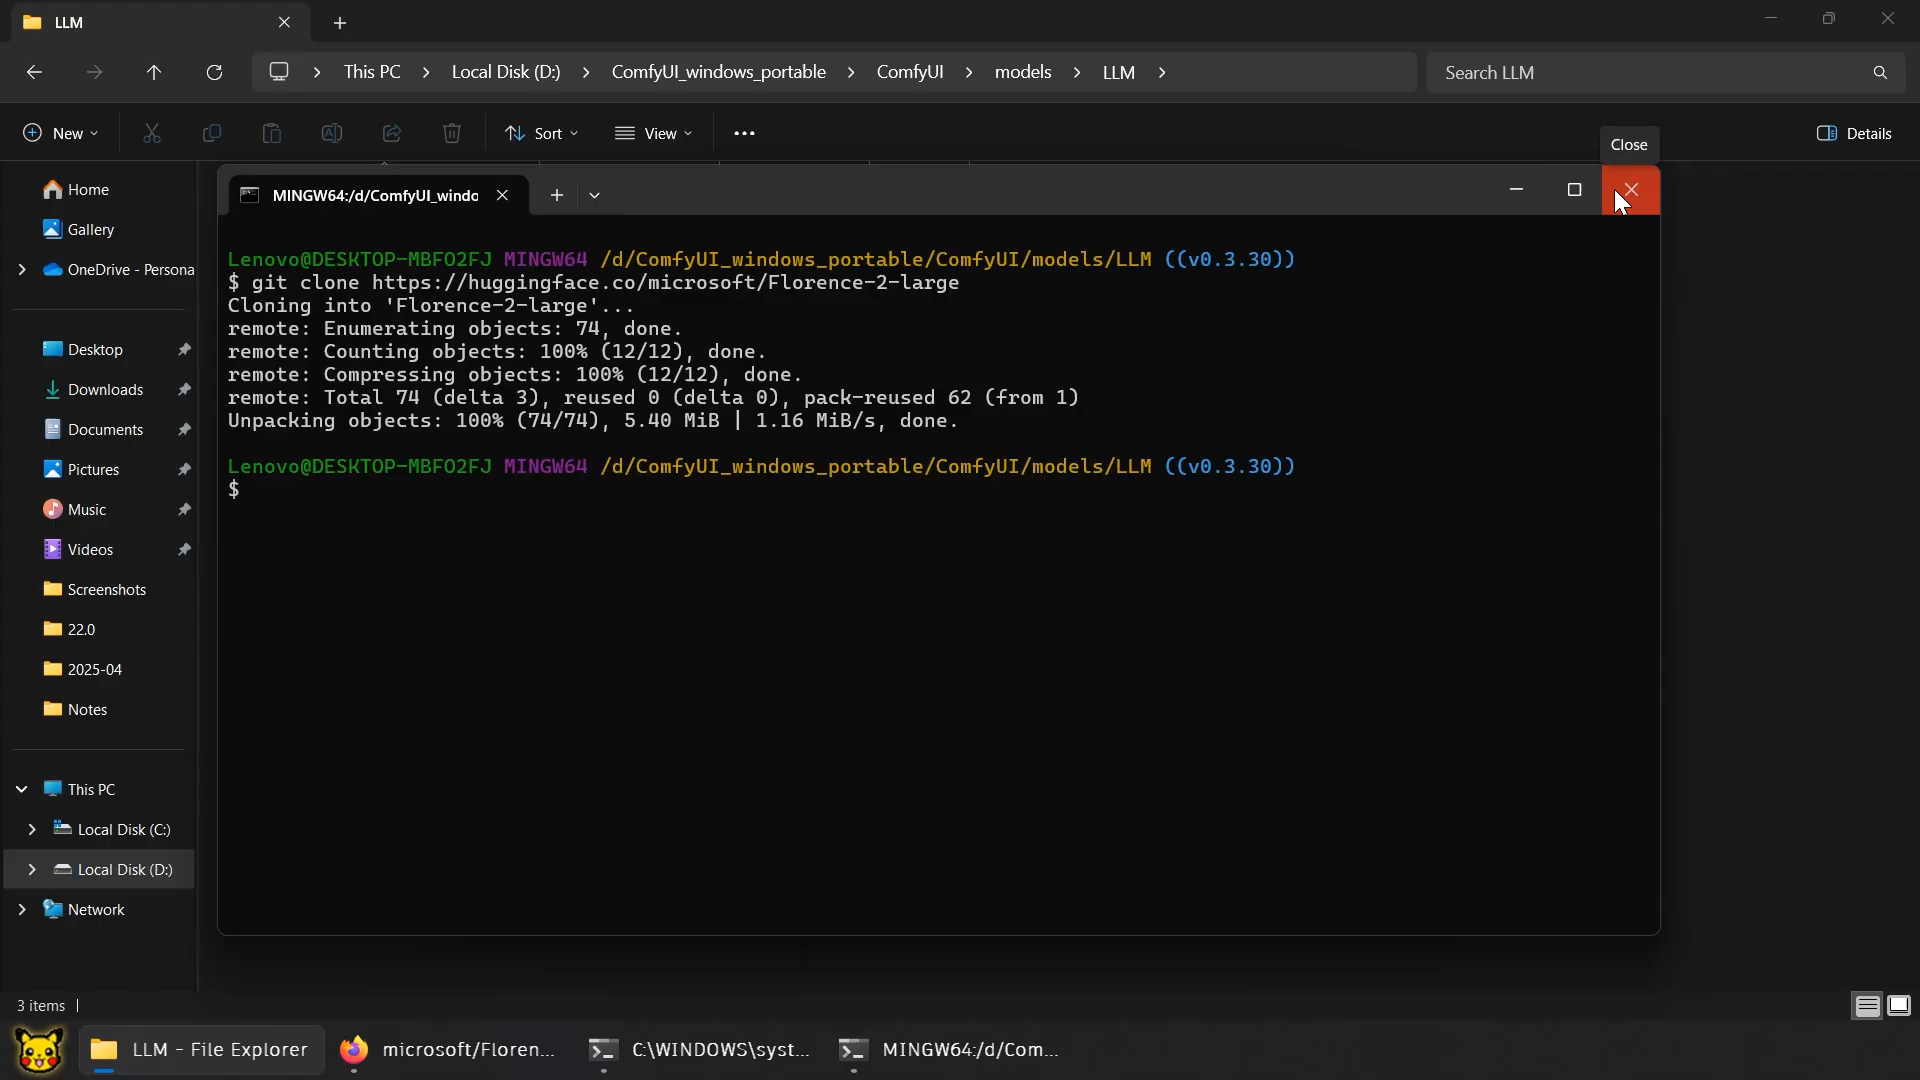 LLM
This PC > Local Disk (D:) > ComfyUI_windows_portable > ComfyUI > models > LLM >
Search LLM
New
Sort
View
...
Details
Close
Home
Gallery
OneDrive - Persona
Desktop
Downloads
Documents
Pictures
Music
Videos
Screenshots
22.0
2025-04
Notes
This PC
Local Disk (C:)
Local Disk (D:)
Network
MINGW64:/d/ComfyUI_windo
Lenovo@DESKTOP-MBFO2FJ MINGW64 /d/ComfyUI_windows_portable/ComfyUI/models/LLM ((v0.3.30))
$ git clone https://huggingface.co/microsoft/Florence-2-large
Cloning into 'Florence-2-large'...
remote: Enumerating objects: 74, done.
remote: Counting objects: 100% (12/12), done.
remote: Compressing objects: 100% (12/12), done.
remote: Total 74 (delta 3), reused 0 (delta 0), pack-reused 62 (from 1)
Unpacking objects: 100% (74/74), 5.40 MiB | 1.16 MiB/s, done.
Lenovo@DESKTOP-MBFO2FJ MINGW64 /d/ComfyUI_windows_portable/ComfyUI/models/LLM ((v0.3.30))
$
3 items
LLM - File Explorer
microsoft/Floren...
C:\WINDOWS\syst...
MINGW64:/d/Com...